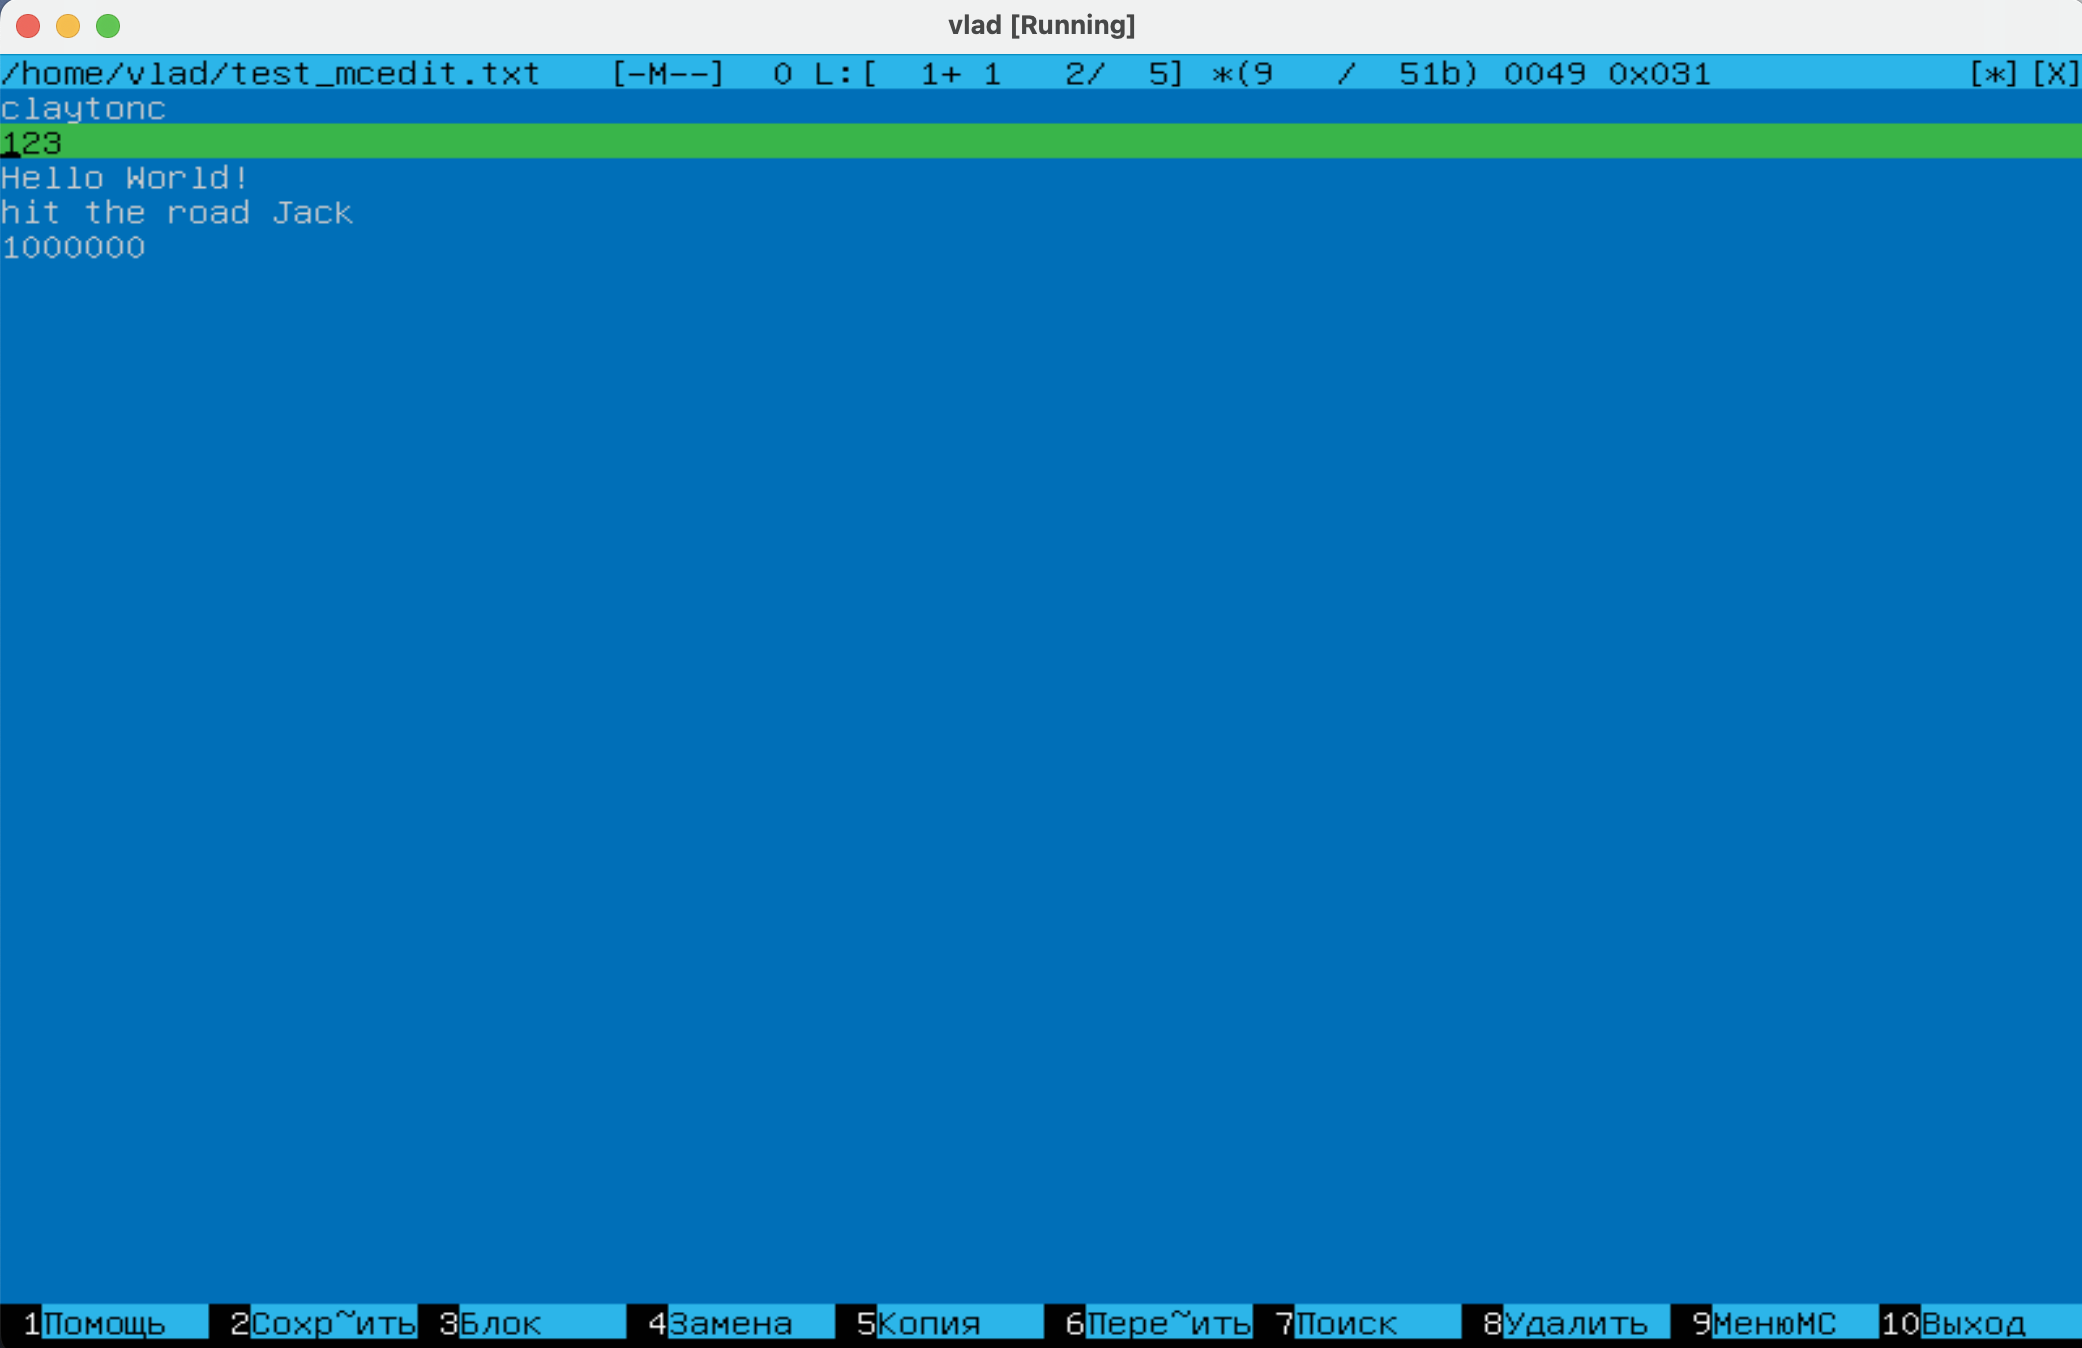 vlad [Running]
/home/vlad/test_mcedit.txt [-M--] 0 L:[ 1+ 1 2/ 5] *(9 / 51b) 0049 0x031 [*][X]
claytonc
123
Hello World!
hit the road Jack
1000000
1Помощь 2Сохр~ить 3Блок 4Замена 5Копия 6Пере~ить 7Поиск 8Удалить 9МенюMC 10Выход